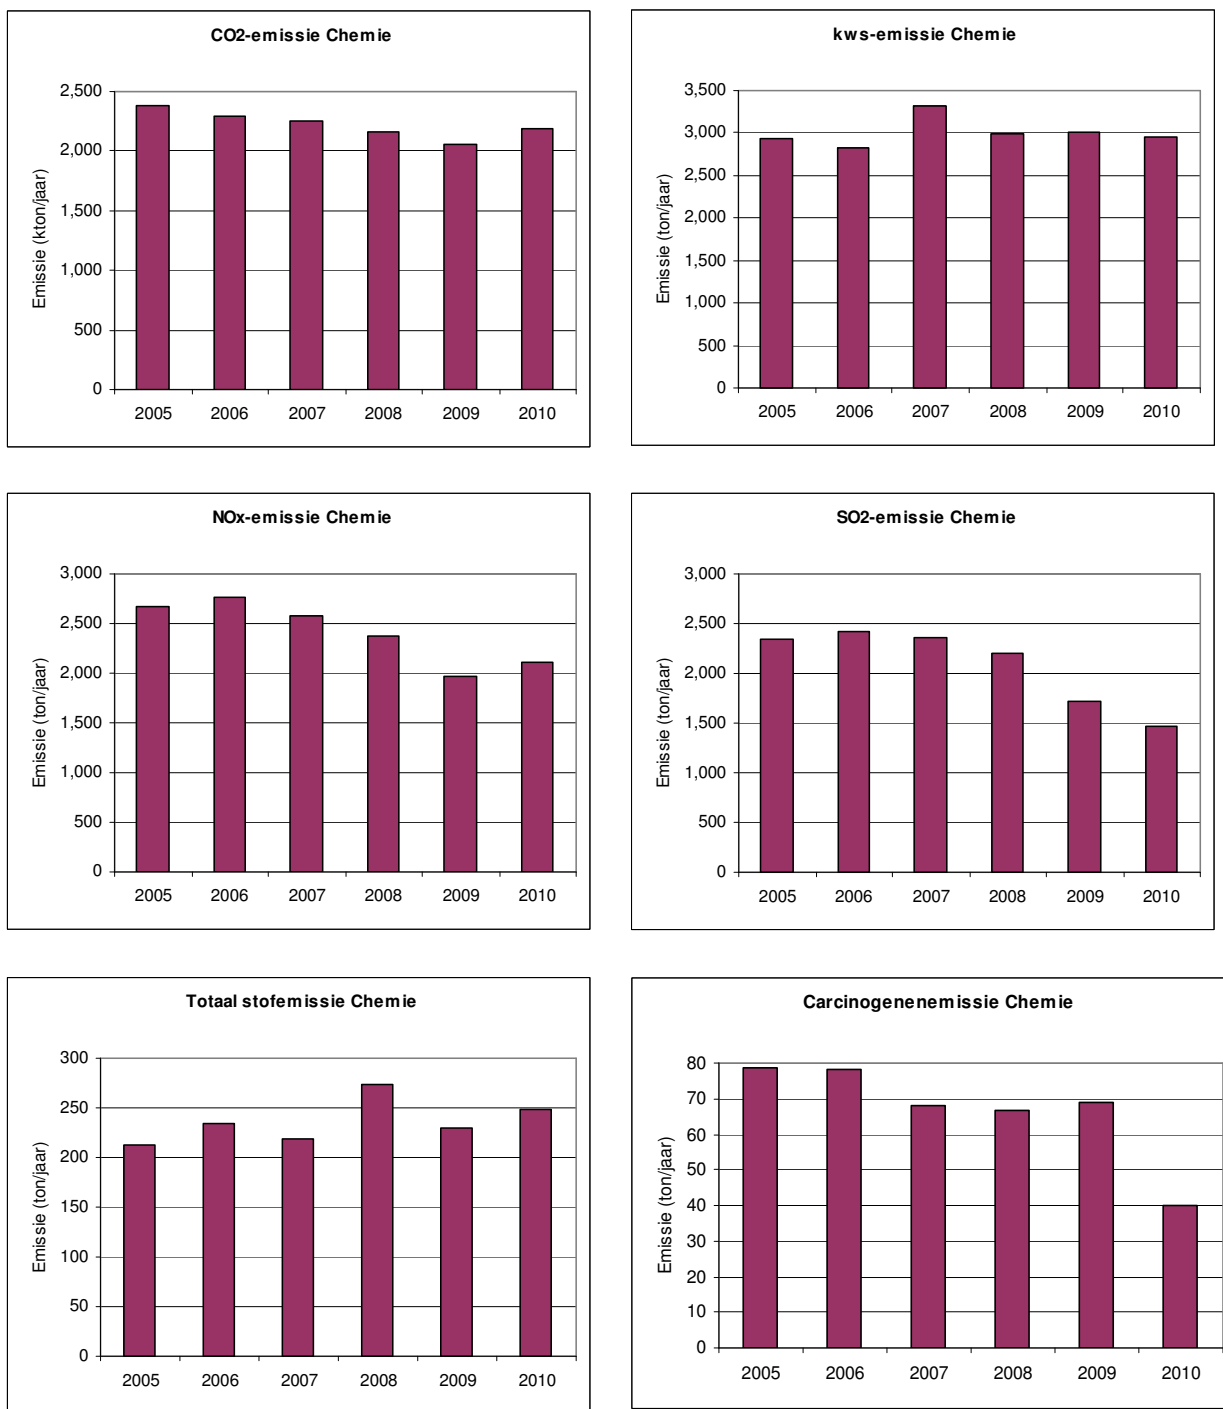 CO2-emissie Chemie
Emissie (kton/jaar)
2,500
2,000
1,500
1,000
500
0
2005 2006 2007 2008 2009 2010
kws-emissie Chemie
Emissie (ton/jaar)
3,500
3,000
2,500
2,000
1,500
1,000
500
0
2005 2006 2007 2008 2009 2010
NOx-emissie Chemie
Emissie (ton/jaar)
3,000
2,500
2,000
1,500
1,000
500
0
2005 2006 2007 2008 2009 2010
SO2-emissie Chemie
Emissie (ton/jaar)
3,000
2,500
2,000
1,500
1,000
500
0
2005 2006 2007 2008 2009 2010
Totaal stofemissie Chemie
Emissie (ton/jaar)
300
250
200
150
100
50
0
2005 2006 2007 2008 2009 2010
Carcinogenenemissie Chemie
Emissie (ton/jaar)
80
70
60
50
40
30
20
10
0
2005 2006 2007 2008 2009 2010